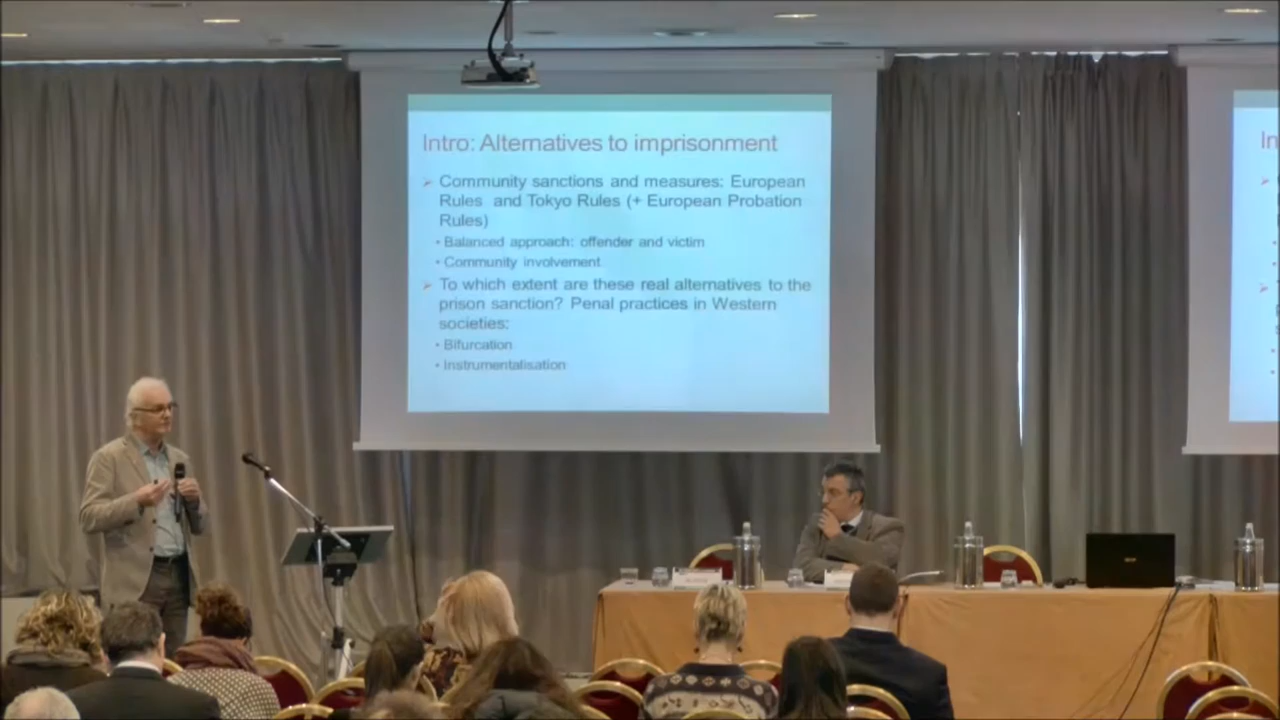 Intro: Alternatives to imprisonment
Community sanctions and measures: European
Rules and Tokyo Rules (+ European Probation
Rules)
• Balanced approach: offender and victim
• Community involvement
To which extent are these real alternatives to the
prison sanction? Penal practices in Western
societies:
• Bifurcation
• Instrumentalisation
In